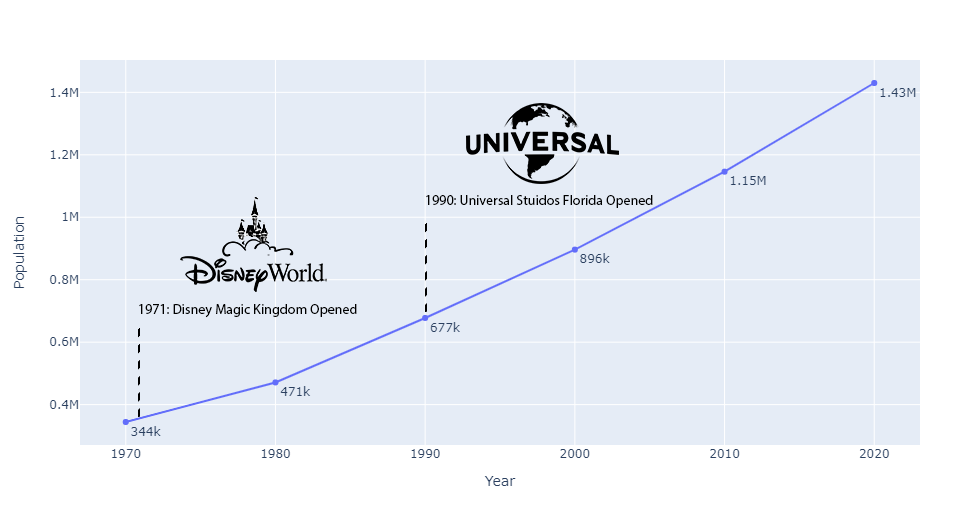 1.4M
1.2M
1M
0.8M
0.6M
0.4M
Population
1.43M
UNIVERSAL
1.15M
1990: Universal Stuidos Florida Opened
896k
Disney World
1971: Disney Magic Kingdom Opened
677k
471k
344k
1970 1980 1990 2000 2010 2020
Year